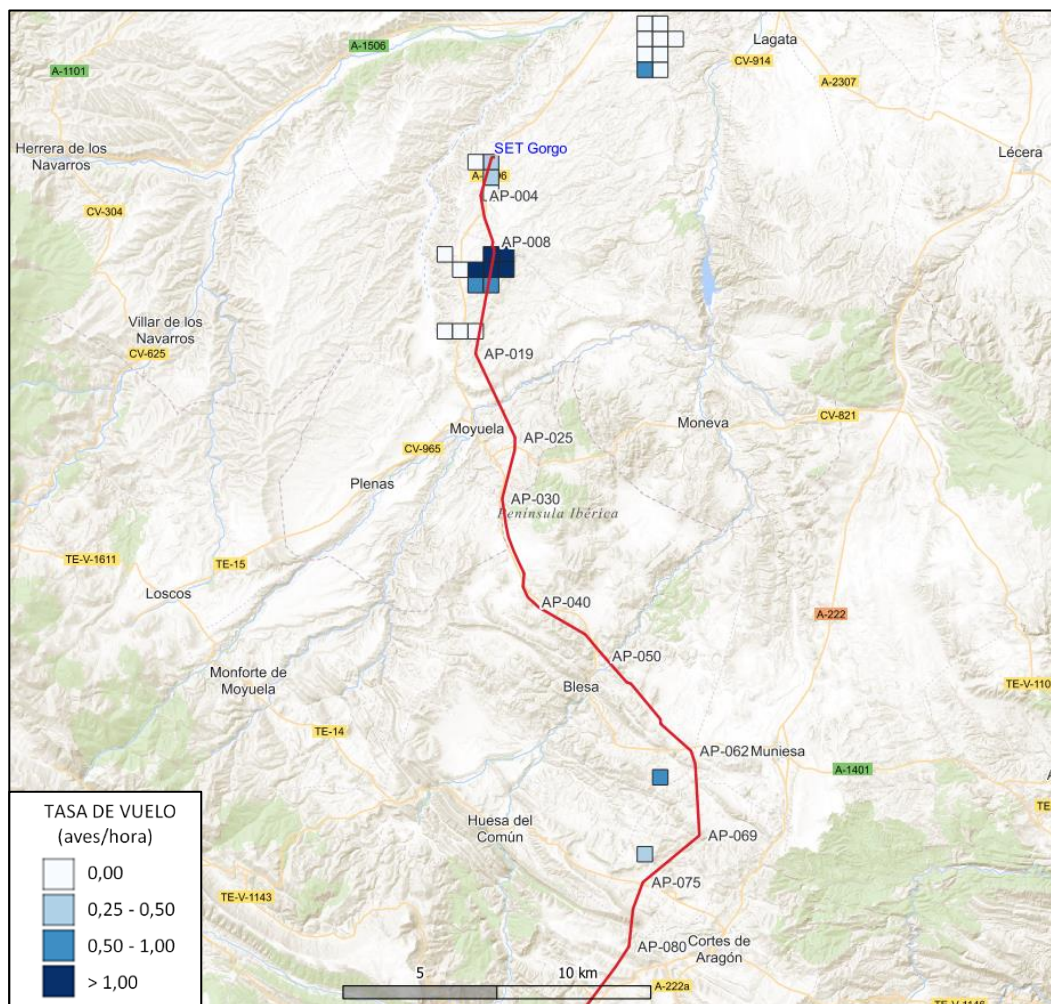 A-1506
Lagata
A-1101
CV-914
A-2307
Herrera de los
Navarros
SET Gorgo
Lécera
AP-004
CV-304
AP-008
Villar de los
Navarros
CV-625
AP-019
CV-821
Moneva
Moyuela
AP-025
CV-965
Plenas
AP-030
Península Ibérica
TE-V-1611
TE-15
Loscos
AP-040
A-222
AP-050
Monforte de
Moyuela
Blesa
TE-V-110
TE-14
AP-062
Muniesa
A-1401
TASA DE VUELO
(aves/hora)
0,00
0,25 - 0,50
0,50 - 1,00
> 1,00
Huesa del
Común
AP-069
AP-075
TE-V-1143
AP-080
Cortes de
Aragón
5
10 km
A-222a